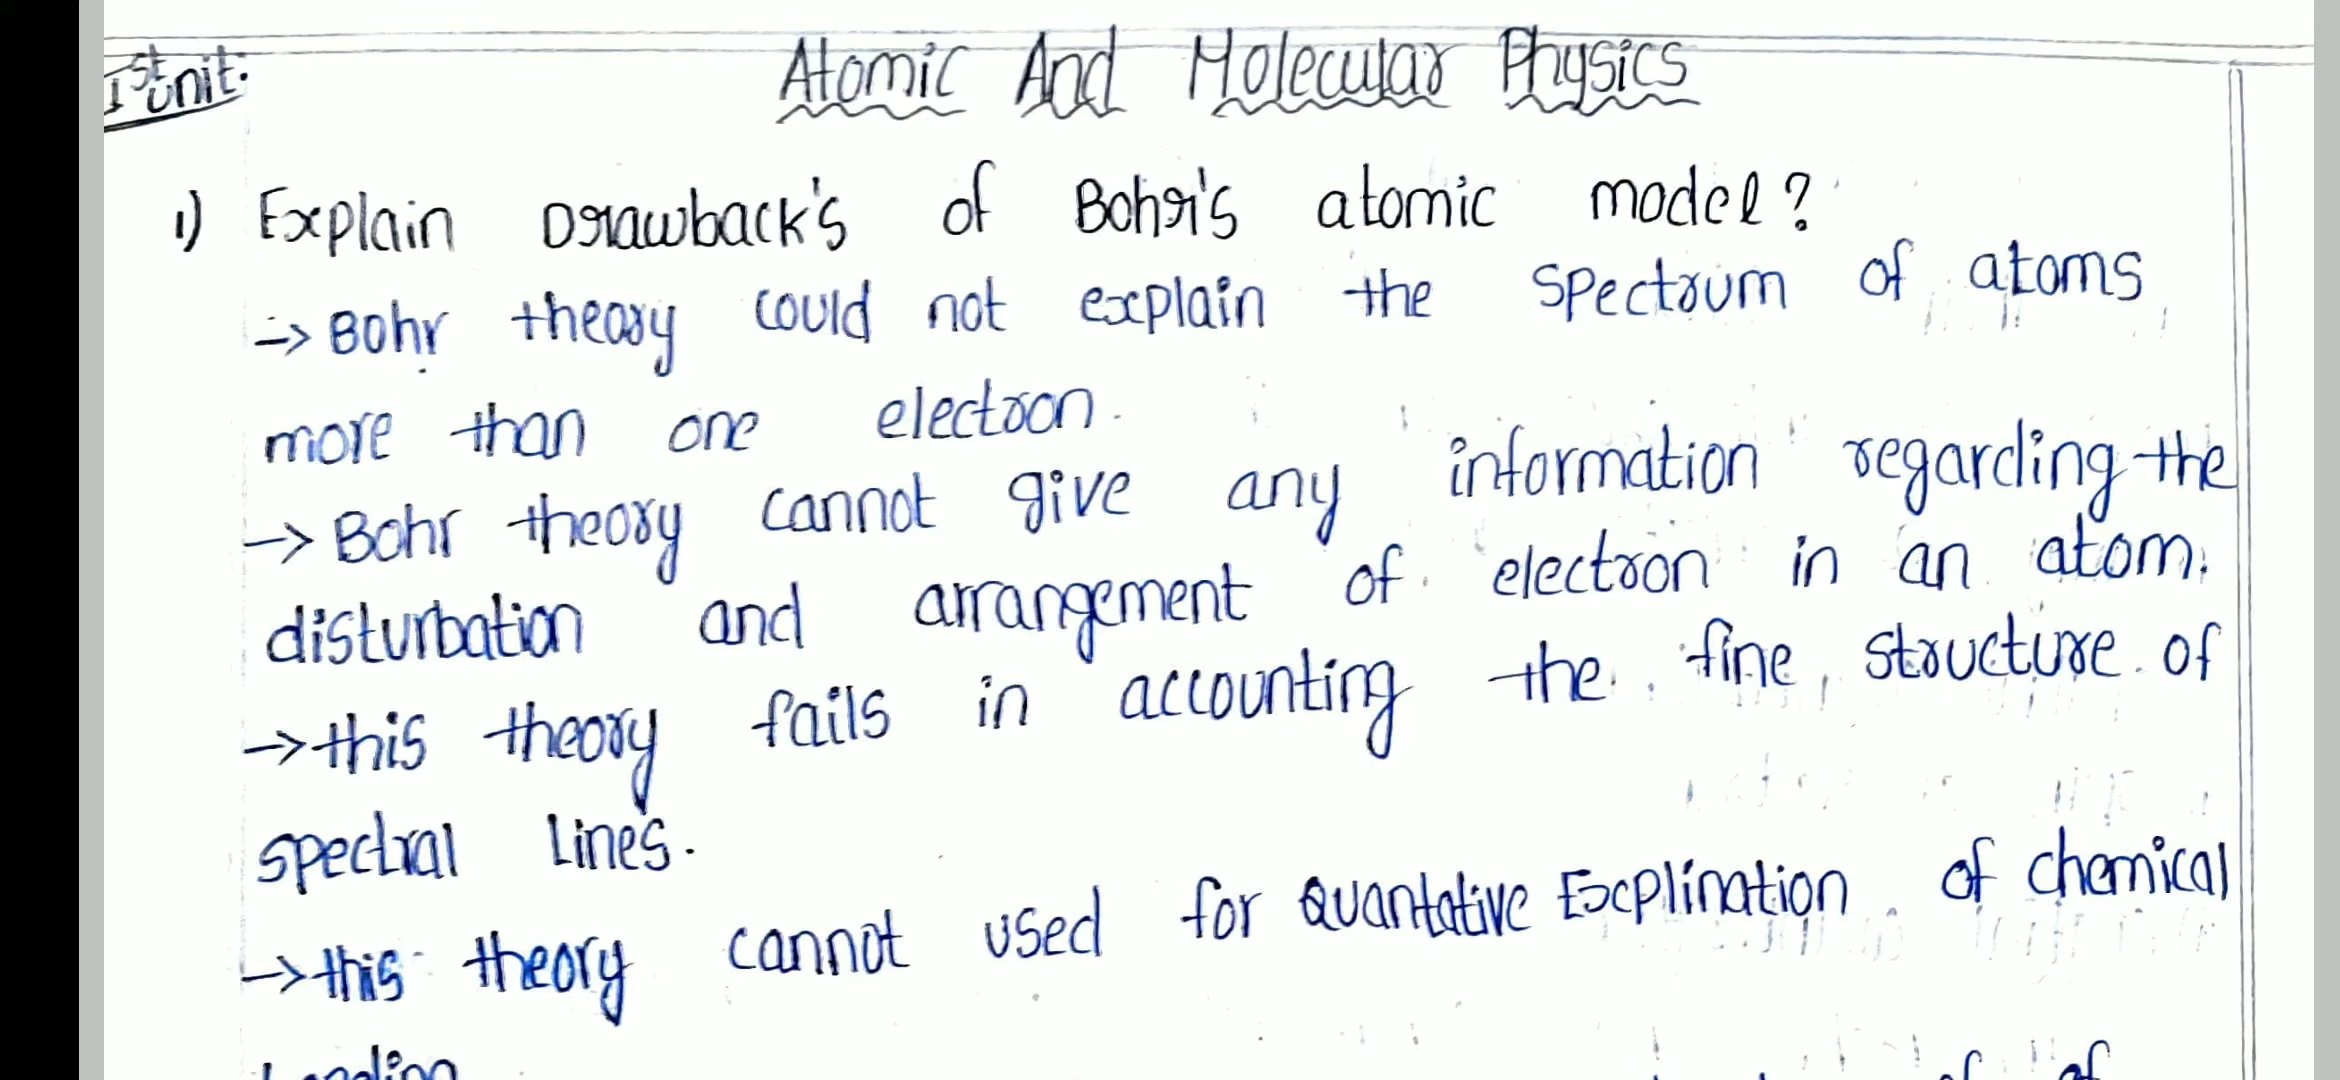 Ist Unit.
Atomic And Molecular Physics
1) Explain Drawback's of Bohr's atomic model?
-> Bohr theory could not explain the spectrum of atoms
more than one electron.
-> Bohr theory cannot give any information regarding the
disturbation and arrangement of electron in an atom.
-> this theory fails in accounting the fine structure of
spectral Line's.
-> this theory cannot used for Quantative Explination of chemical